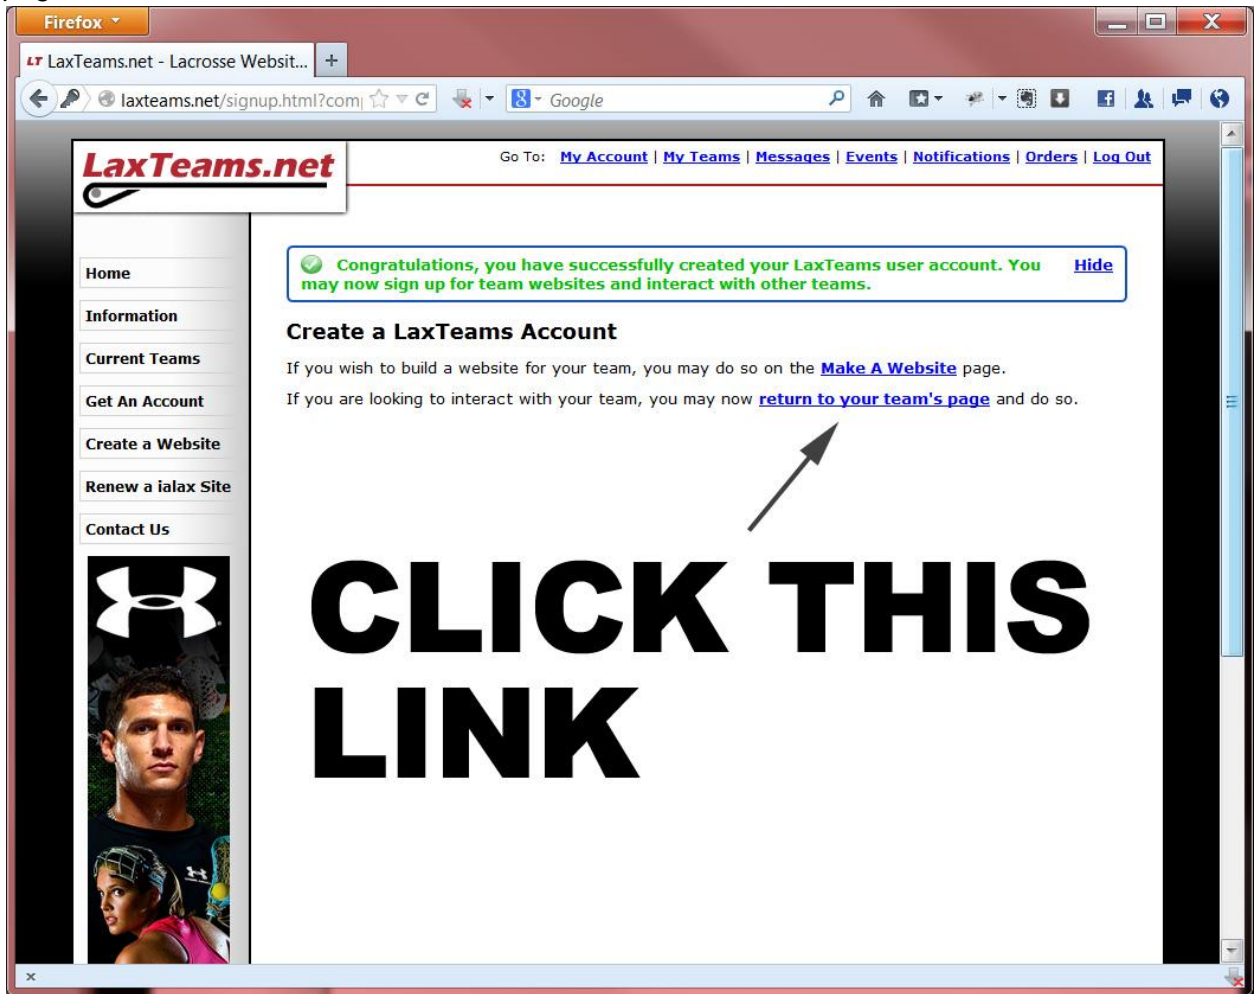 Firefox
LT LaxTeams.net - Lacrosse Websit... +
laxteams.net/signup.html?com
Google
LaxTeams.net
Go To: My Account | My Teams | Messages | Events | Notifications | Orders | Log Out
Congratulations, you have successfully created your LaxTeams user account. You Hide
may now sign up for team websites and interact with other teams.
Home
Information
Current Teams
Get An Account
Create a Website
Renew a ialax Site
Contact Us
Create a LaxTeams Account
If you wish to build a website for your team, you may do so on the Make A Website page.
If you are looking to interact with your team, you may now return to your team's page and do so.
CLICK THIS
LINK